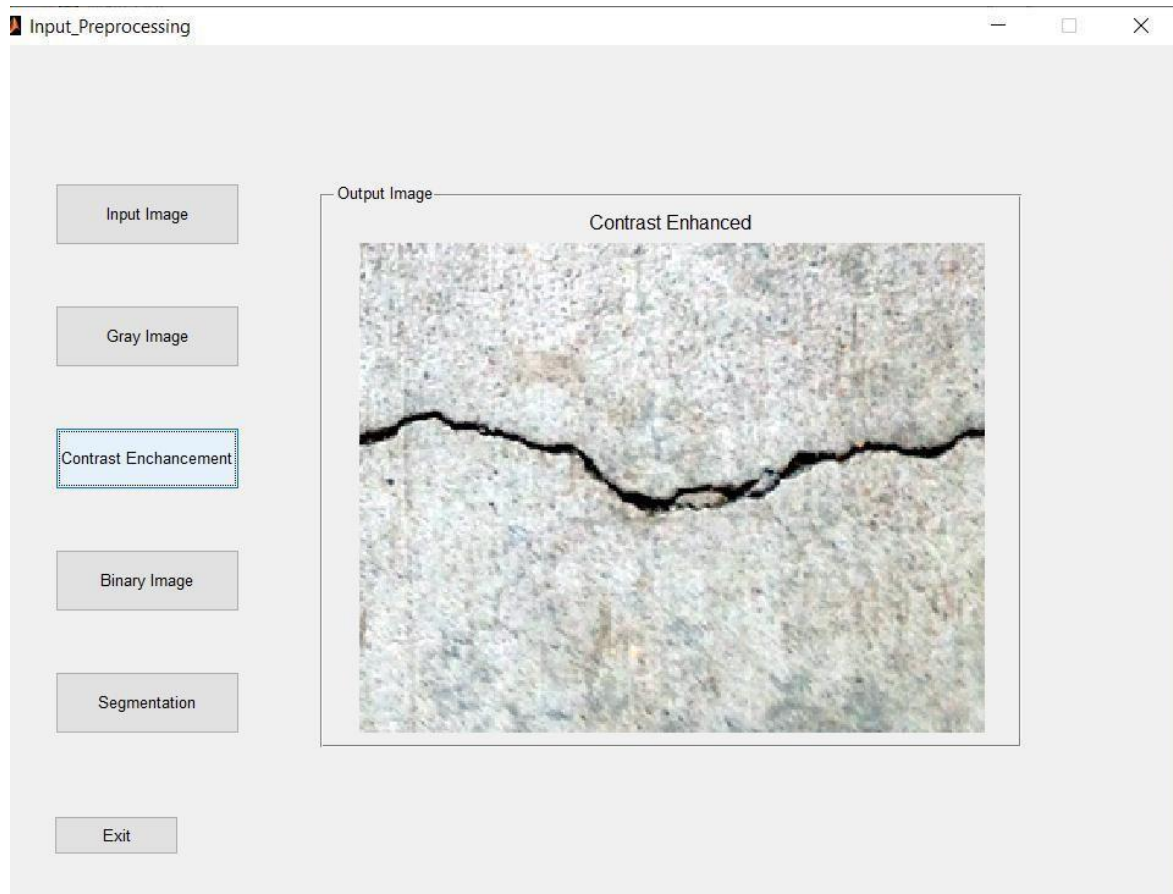 Input_Preprocessing
Input Image
Gray Image
Contrast Enchancement
Binary Image
Segmentation
Exit
Output Image
Contrast Enhanced